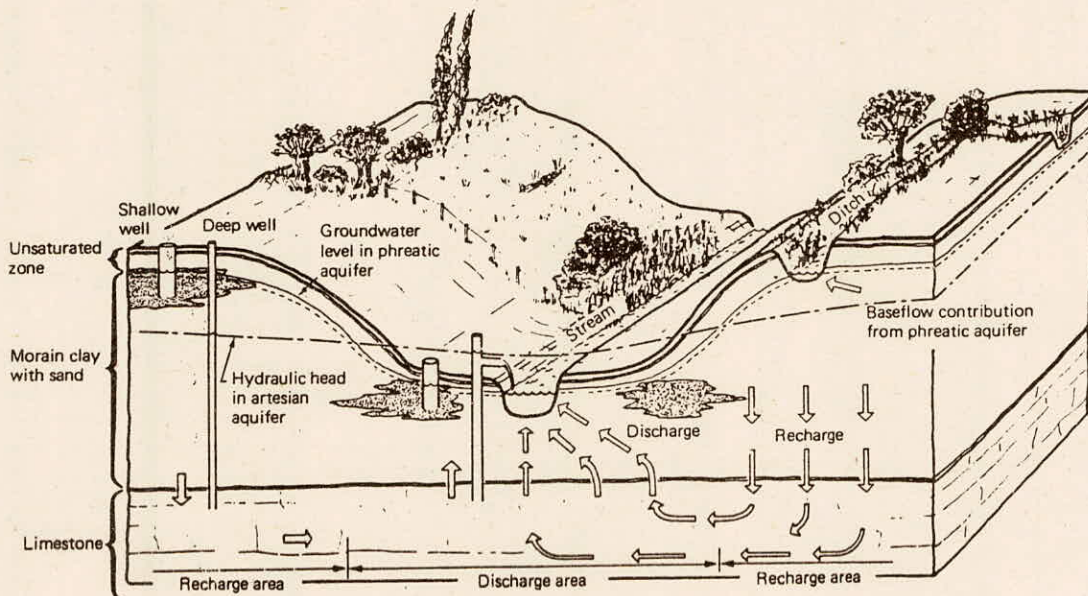 Shallow
well
Deep well
Unsaturated
zone
Groundwater
level in phreatic
aquifer
Ditch
Stream
Baseflow contribution
from phreatic aquifer
Morain clay
with sand
Hydraulic head
in artesian
aquifer
Discharge
Recharge
Limestone
Recharge area
Discharge area
Recharge area